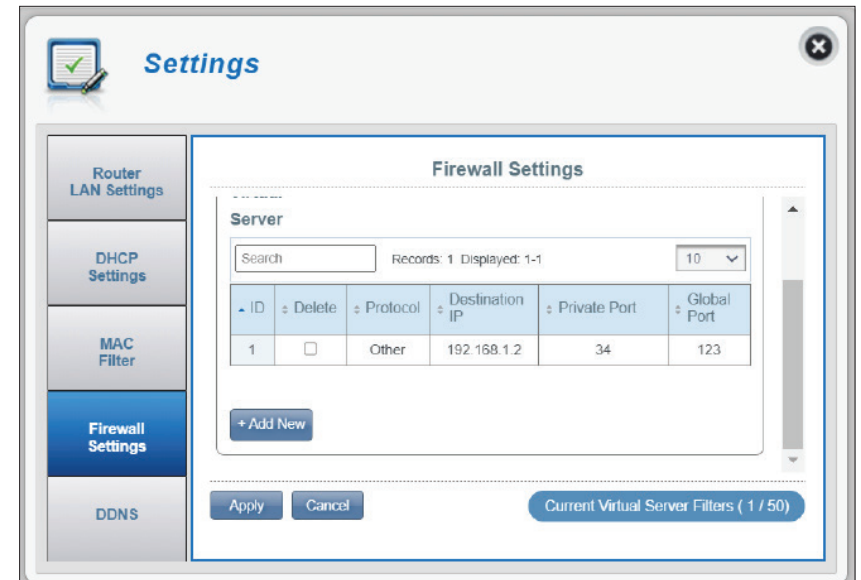 Settings
Router
LAN Settings
DHCP
Settings
MAC
Filter
Firewall
Settings
DDNS
Firewall Settings
Server
Search
Records: 1 Displayed: 1-1
10
ID
Delete
Protocol
Destination
IP
Private Port
Global
Port
1
Other
192.168.1.2
34
123
+ Add New
Apply
Cancel
Current Virtual Server Filters ( 1 / 50)